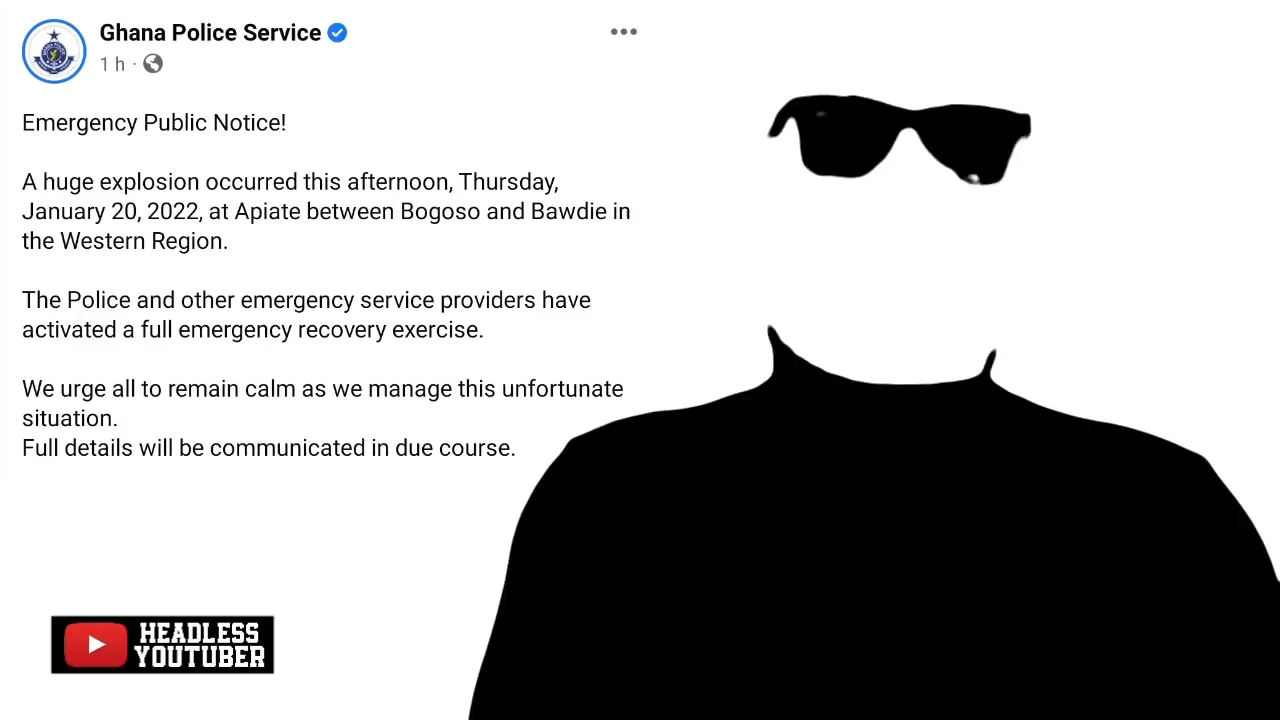 Ghana Police Service
1 h ·
Emergency Public Notice!
A huge explosion occurred this afternoon, Thursday,
January 20, 2022, at Apiate between Bogoso and Bawdie in
the Western Region.
The Police and other emergency service providers have
activated a full emergency recovery exercise.
We urge all to remain calm as we manage this unfortunate
situation.
Full details will be communicated in due course.
HEADLESS
YOUTUBER